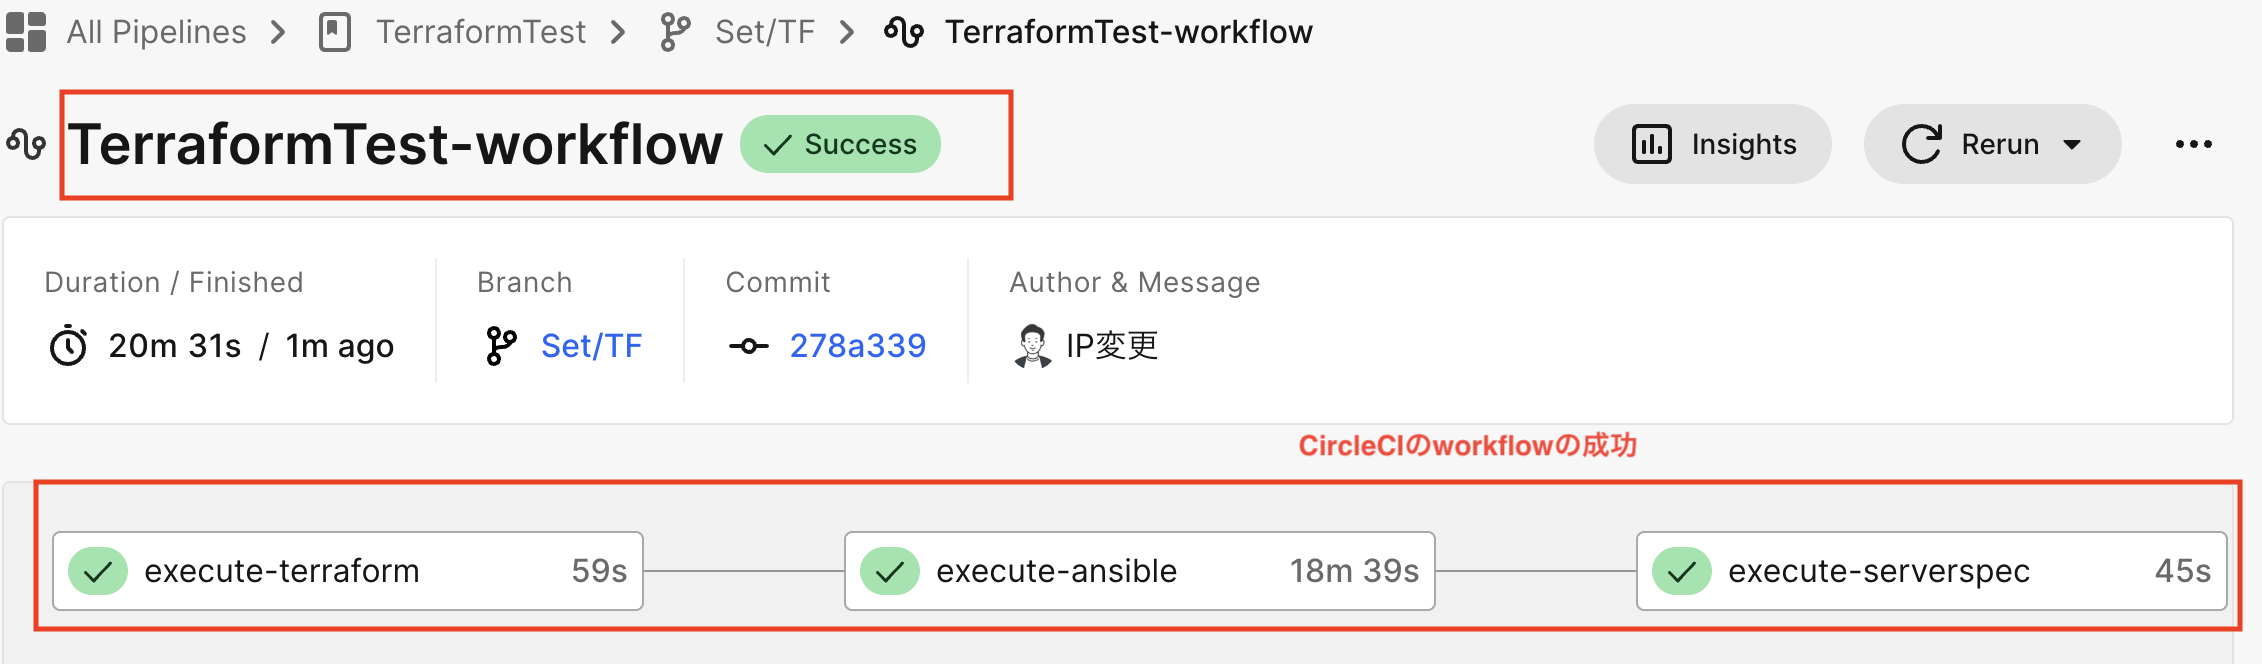 All Pipelines > TerraformTest > Set/TF > TerraformTest-workflow
TerraformTest-workflow Success Insights Rerun
Duration / Finished Branch Commit Author & Message
20m 31s / 1m ago Set/TF 278a339 IP変更
CircleCIのworkflowの成功
execute-terraform 59s execute-ansible 18m 39s execute-serverspec 45s